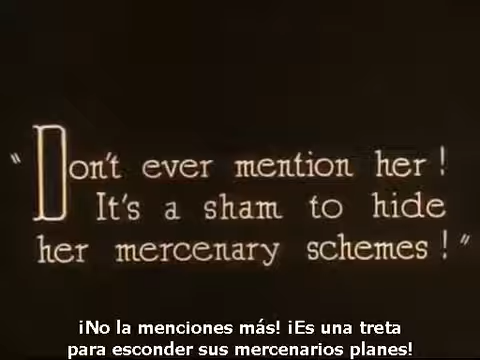 "Don't ever mention her!
It's a sham to hide
her mercenary schemes!"
¡No la menciones más! ¡Es una treta
para esconder sus mercenarios planes!